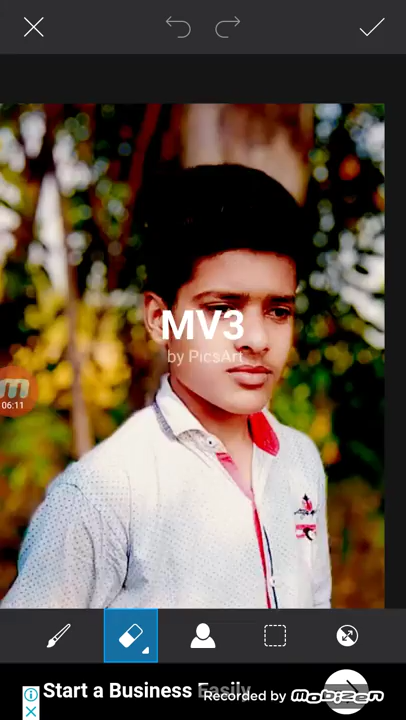 MV3
by PicsArt
06:11
Start a Business Easily
Recorded by mobizen